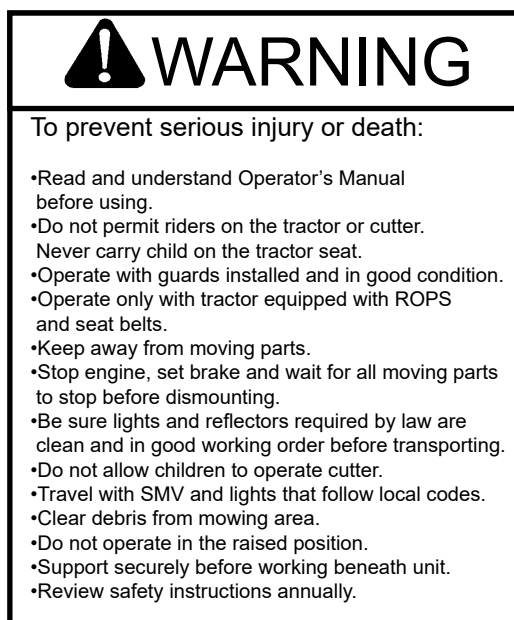 WARNING
To prevent serious injury or death:
•Read and understand Operator's Manual
before using.
•Do not permit riders on the tractor or cutter.
Never carry child on the tractor seat.
•Operate with guards installed and in good condition.
•Operate only with tractor equipped with ROPS
and seat belts.
•Keep away from moving parts.
•Stop engine, set brake and wait for all moving parts
to stop before dismounting.
•Be sure lights and reflectors required by law are
clean and in good working order before transporting.
•Do not allow children to operate cutter.
•Travel with SMV and lights that follow local codes.
•Clear debris from mowing area.
•Do not operate in the raised position.
•Support securely before working beneath unit.
•Review safety instructions annually.